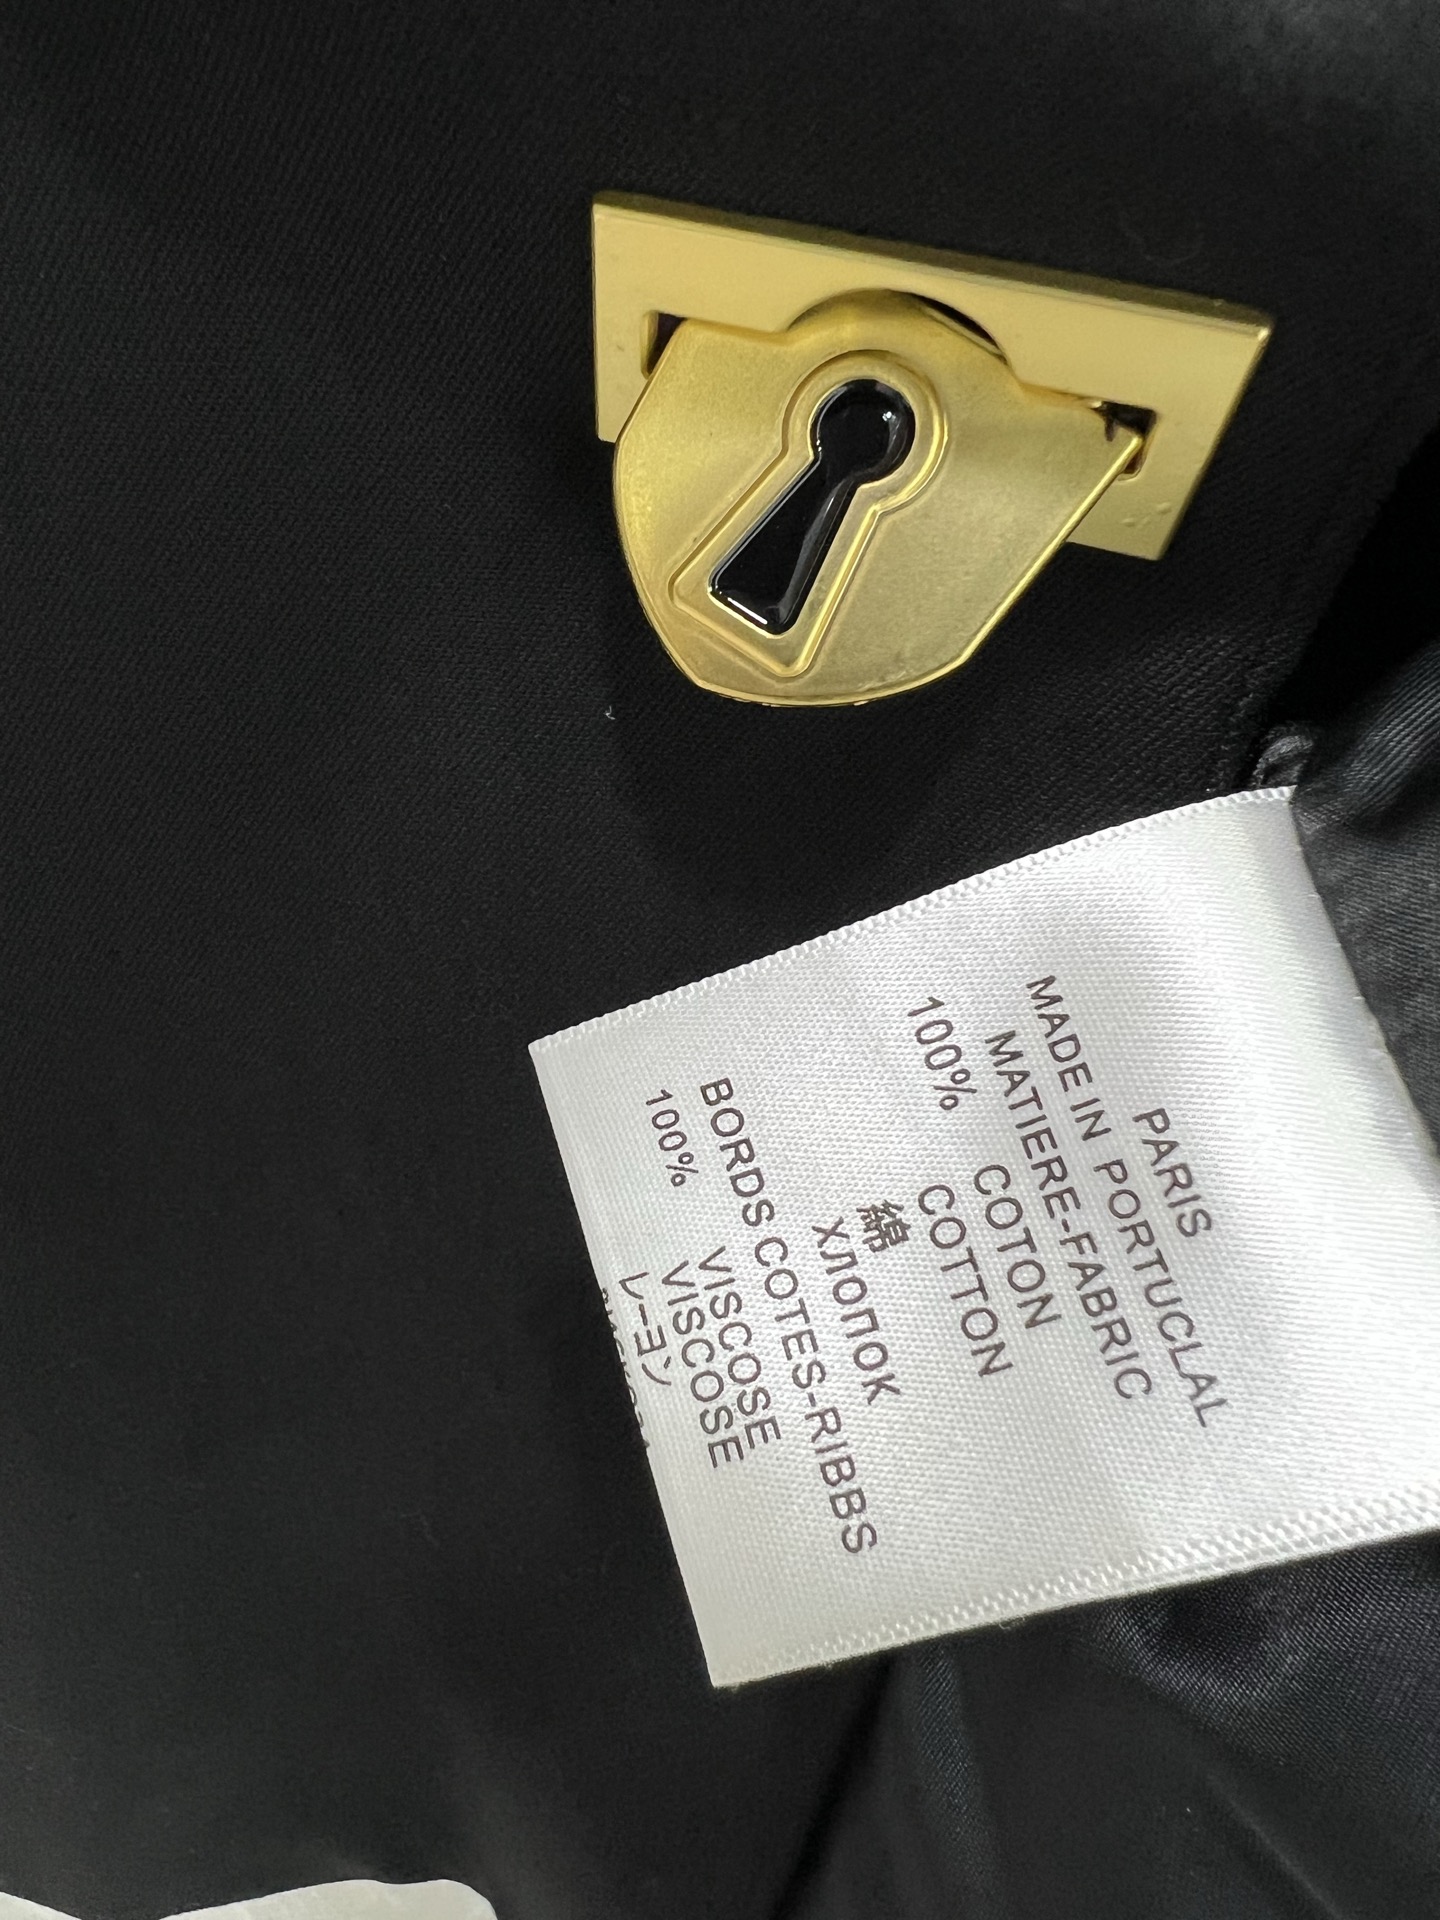 PARIS
MADE IN PORTUCLAL
MATIERE-FABRIC
COTON
100% COTTON
綿
ХЛОПОК
BORDS COTES-RIBBS
VISCOSE
100% VISCOSE
レーヨン